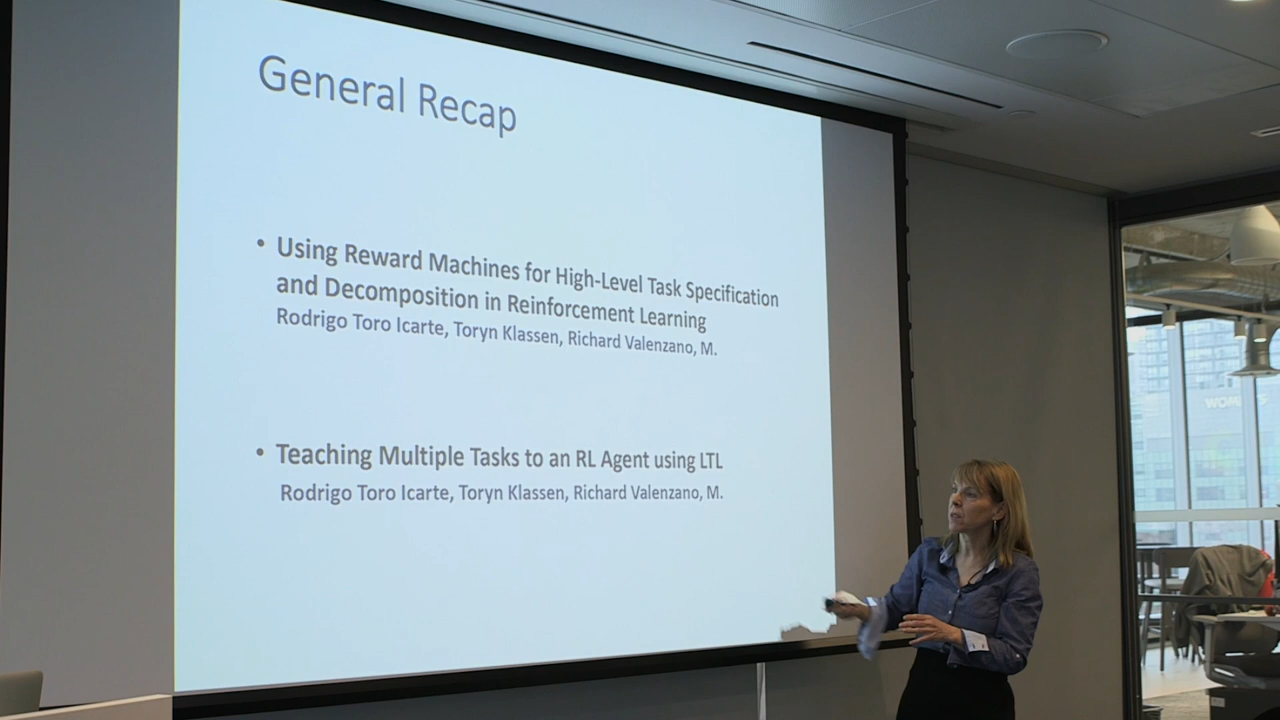 General Recap
• Using Reward Machines for High-Level Task Specification
and Decomposition in Reinforcement Learning
Rodrigo Toro Icarte, Toryn Klassen, Richard Valenzano, M.
• Teaching Multiple Tasks to an RL Agent using LTL
Rodrigo Toro Icarte, Toryn Klassen, Richard Valenzano, M.